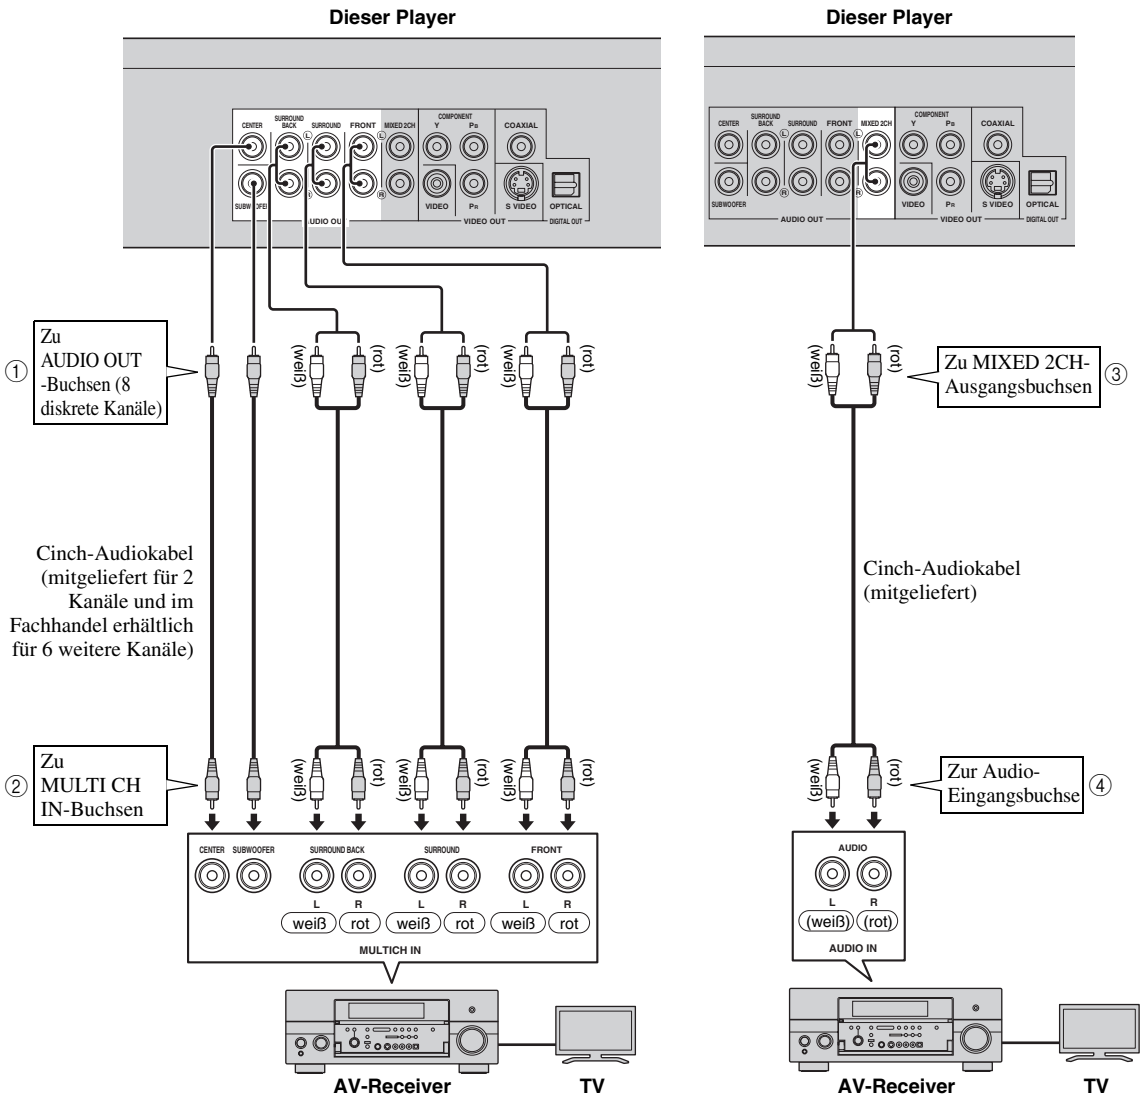 Dieser Player
CENTER
SURROUND
BACK
L
SURROUND
FRONT
L
MIXED 2CH
COMPONENT
Y
PB
COAXIAL
SUBWOOFER
R
R
AUDIO OUT
VIDEO
PR
VIDEO OUT
S VIDEO
OPTICAL
DIGITAL OUT
1
Zu
AUDIO OUT
-Buchsen (8
diskrete Kanäle)
(weiß)
(rot)
(weiß)
(rot)
(weiß)
(rot)
Cinch-Audiokabel
(mitgeliefert für 2
Kanäle und im
Fachhandel erhältlich
für 6 weitere Kanäle)
2
Zu
MULTI CH
IN-Buchsen
(weiß)
(rot)
(weiß)
(rot)
(weiß)
(rot)
CENTER
SUBWOOFER
SURROUND BACK
SURROUND
FRONT
L
R
L
R
L
R
weiß
rot
weiß
rot
weiß
rot
MULTICH IN
AV-Receiver
TV
Dieser Player
CENTER
SURROUND
BACK
L
SURROUND
FRONT
L
MIXED 2CH
COMPONENT
Y
PB
COAXIAL
SUBWOOFER
R
R
AUDIO OUT
VIDEO
PR
VIDEO OUT
S VIDEO
OPTICAL
DIGITAL OUT
(weiß)
(rot)
Zu MIXED 2CH-
Ausgangsbuchsen
3
Cinch-Audiokabel
(mitgeliefert)
(weiß)
(rot)
Zur Audio-
Eingangsbuchse
4
AUDIO
L
R
(weiß)
(rot)
AUDIO IN
AV-Receiver
TV